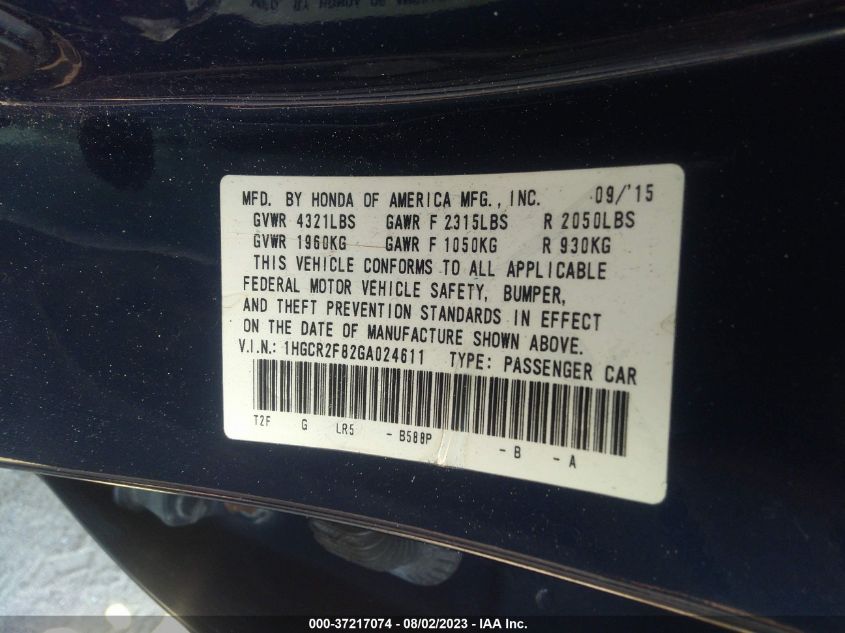 MFD. BY HONDA OF AMERICA MFG., INC. 09/'15
GVWR 4321LBS GAWR F 2315LBS R 2050LBS
GVWR 1960KG GAWR F 1050KG R 930KG
THIS VEHICLE CONFORMS TO ALL APPLICABLE
FEDERAL MOTOR VEHICLE SAFETY, BUMPER,
AND THEFT PREVENTION STANDARDS IN EFFECT
ON THE DATE OF MANUFACTURE SHOWN ABOVE.
V.I.N.: 1HGCR2F82GA024611 TYPE: PASSENGER CAR
T2F G LR5 - B588P - B - A
000-37217074 - 08/02/2023 - IAA Inc.